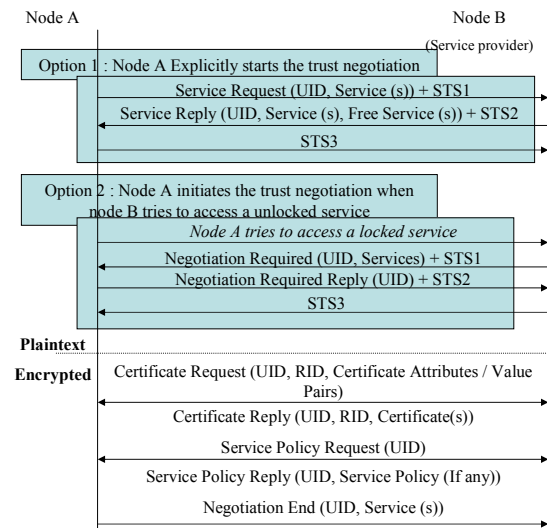 Node A
Node B
(Service provider)
Option 1 : Node A Explicitly starts the trust negotiation
Service Request (UID, Service (s)) + STS1
Service Reply (UID, Service (s), Free Service (s)) + STS2
STS3
Option 2 : Node A initiates the trust negotiation when
node B tries to access a unlocked service
Node A tries to access a locked service
Negotiation Required (UID, Services) + STS1
Negotiation Required Reply (UID) + STS2
STS3
Plaintext
Encrypted
Certificate Request (UID, RID, Certificate Attributes / Value
Pairs)
Certificate Reply (UID, RID, Certificate(s))
Service Policy Request (UID)
Service Policy Reply (UID, Service Policy (If any))
Negotiation End (UID, Service (s))